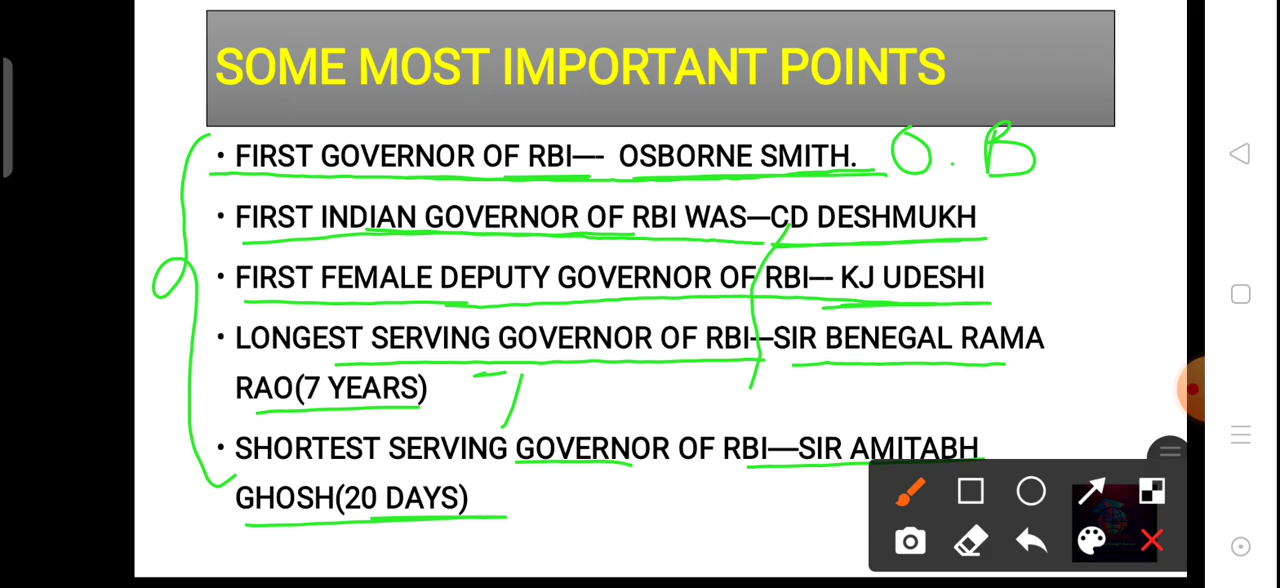 SOME MOST IMPORTANT POINTS
• FIRST GOVERNOR OF RBI—- OSBORNE SMITH. O. B
• FIRST INDIAN GOVERNOR OF RBI WAS—CD DESHMUKH
• FIRST FEMALE DEPUTY GOVERNOR OF RBI—- KJ UDESHI
• LONGEST SERVING GOVERNOR OF RBI—SIR BENEGAL RAMA
RAO(7 YEARS)
• SHORTEST SERVING GOVERNOR OF RBI—SIR AMITABH
GHOSH(20 DAYS)